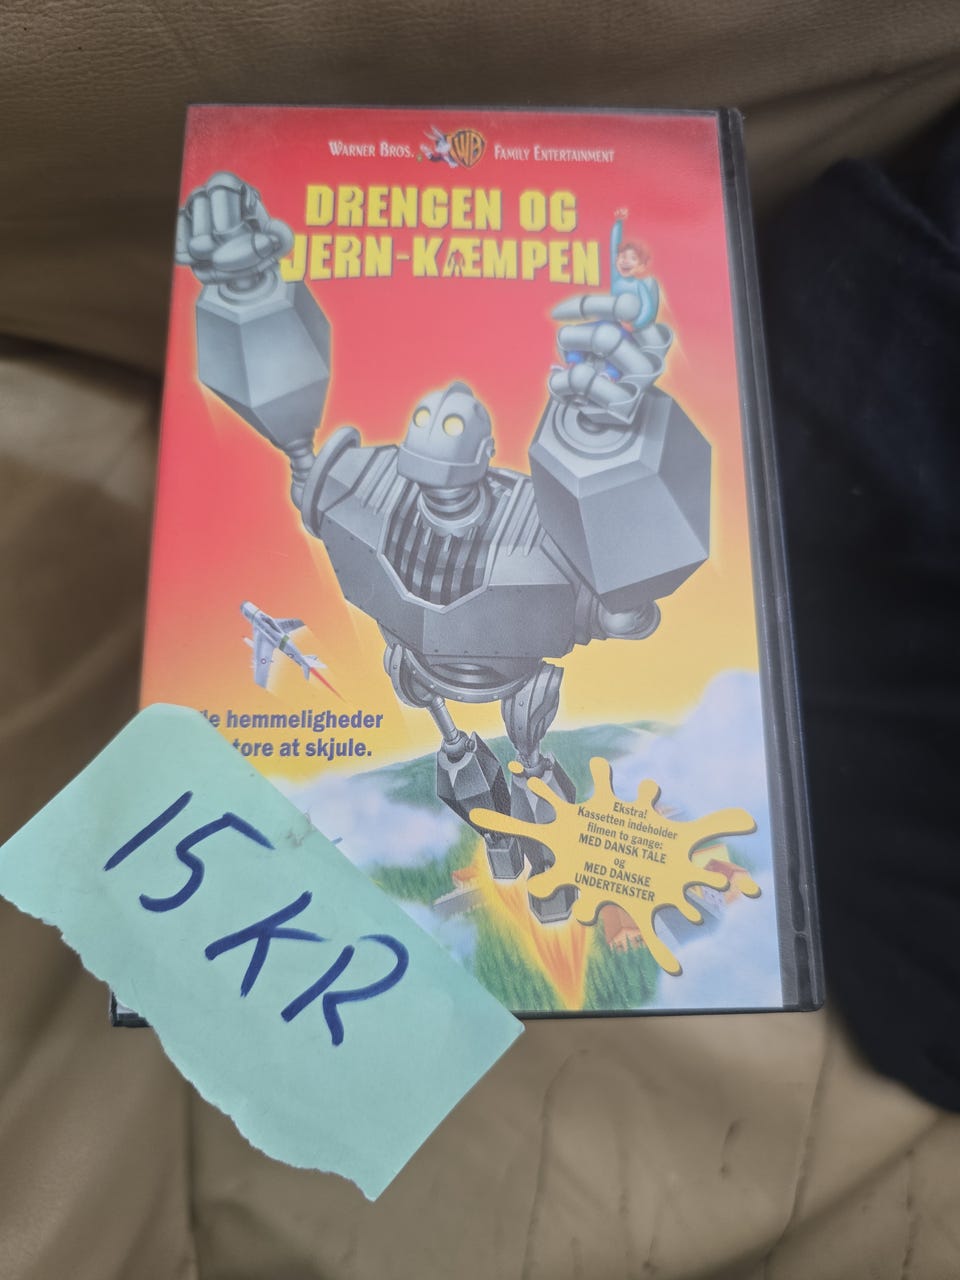 WARNER BROS. WB FAMILY ENTERTAINMENT
DRENGEN OG
JERN-KÆMPEN
hemmeligheder
at skjule.
Ekstra!
Kassetten indeholder
filmen to gange:
MED DANSK TALE
og
MED DANSKE
UNDERTEKSTER
15 KR